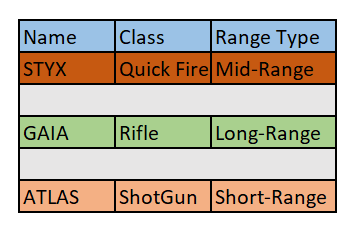 Name Class Range Type
STYX Quick Fire Mid-Range
GAIA Rifle Long-Range
ATLAS ShotGun Short-Range